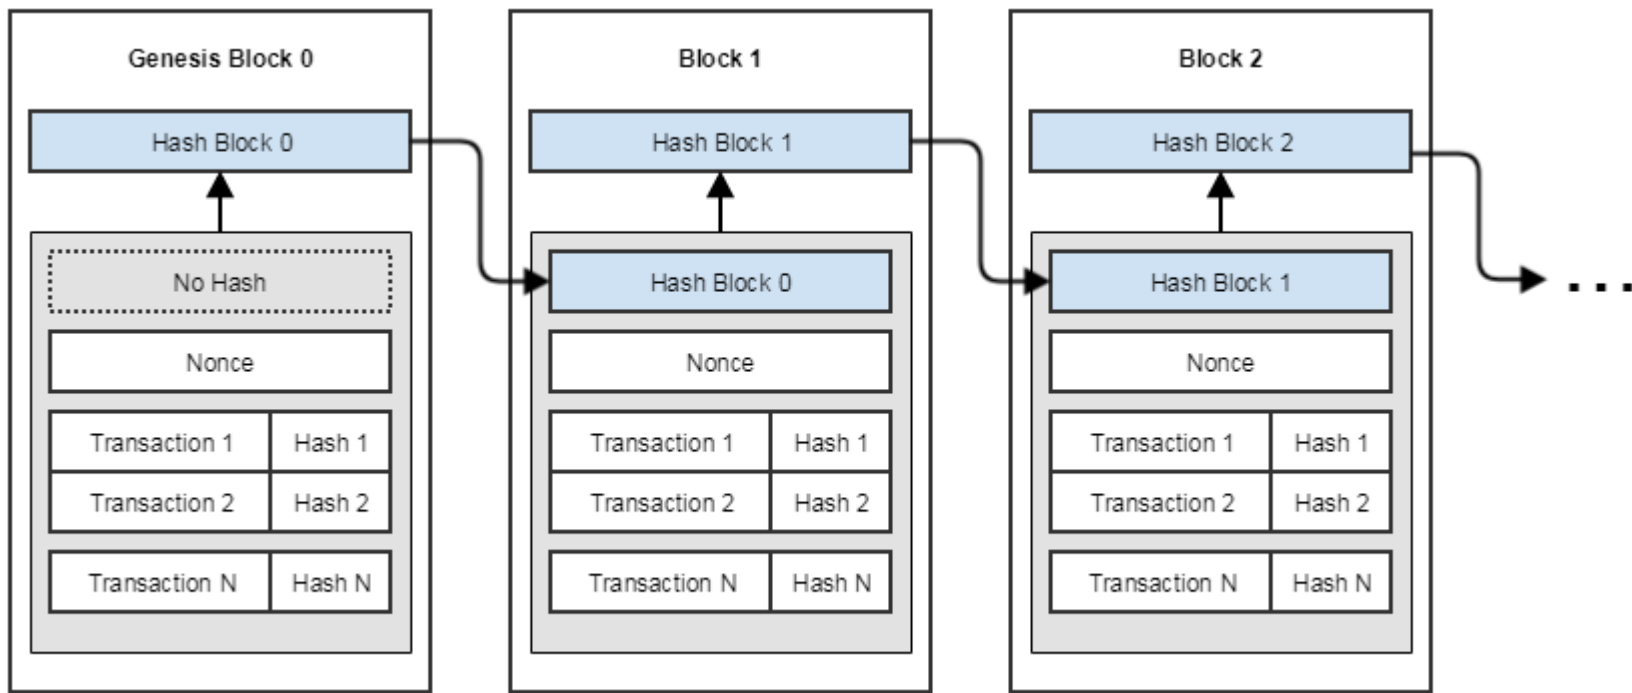 Genesis Block 0
Hash Block 0
No Hash
Nonce
Transaction 1 Hash 1
Transaction 2 Hash 2
Transaction N Hash N
Block 1
Hash Block 1
Hash Block 0
Nonce
Transaction 1 Hash 1
Transaction 2 Hash 2
Transaction N Hash N
Block 2
Hash Block 2
Hash Block 1
Nonce
Transaction 1 Hash 1
Transaction 2 Hash 2
Transaction N Hash N
...